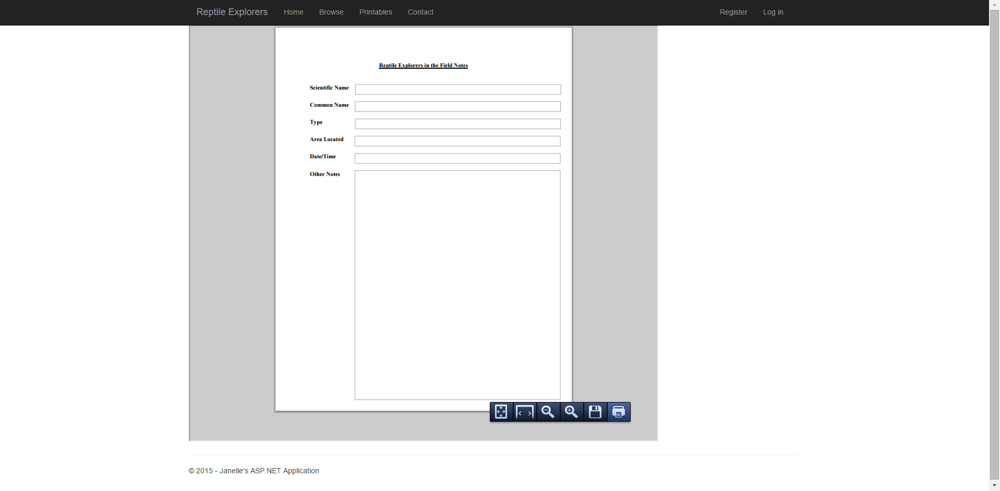 Reptile Explorers Home Browse Printables Contact Register Log in
Reptile Explorers in the Field Notes
Scientific Name
Common Name
Type
Area Located
Date/Time
Other Notes
© 2015 - Janelle's ASP.NET Application